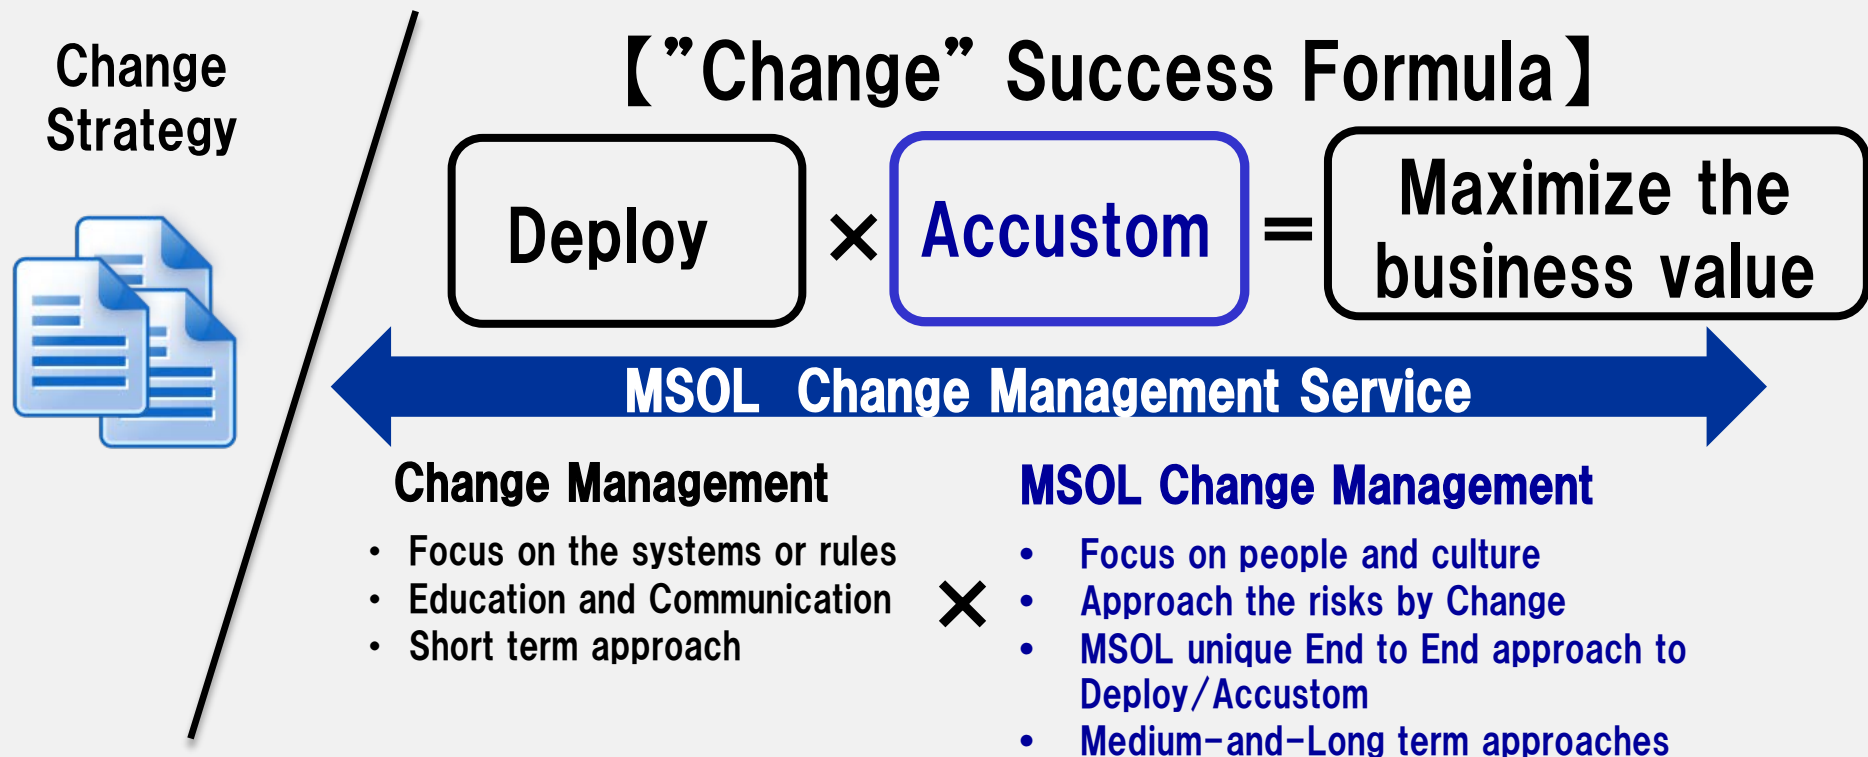 Change
Strategy
【”Change” Success Formula】
Deploy
×
Accustom
=
Maximize the
business value
MSOL Change Management Service
Change Management
・ Focus on the systems or rules
・ Education and Communication
・ Short term approach
×
MSOL Change Management
• Focus on people and culture
• Approach the risks by Change
• MSOL unique End to End approach to
Deploy/Accustom
• Medium-and-Long term approaches